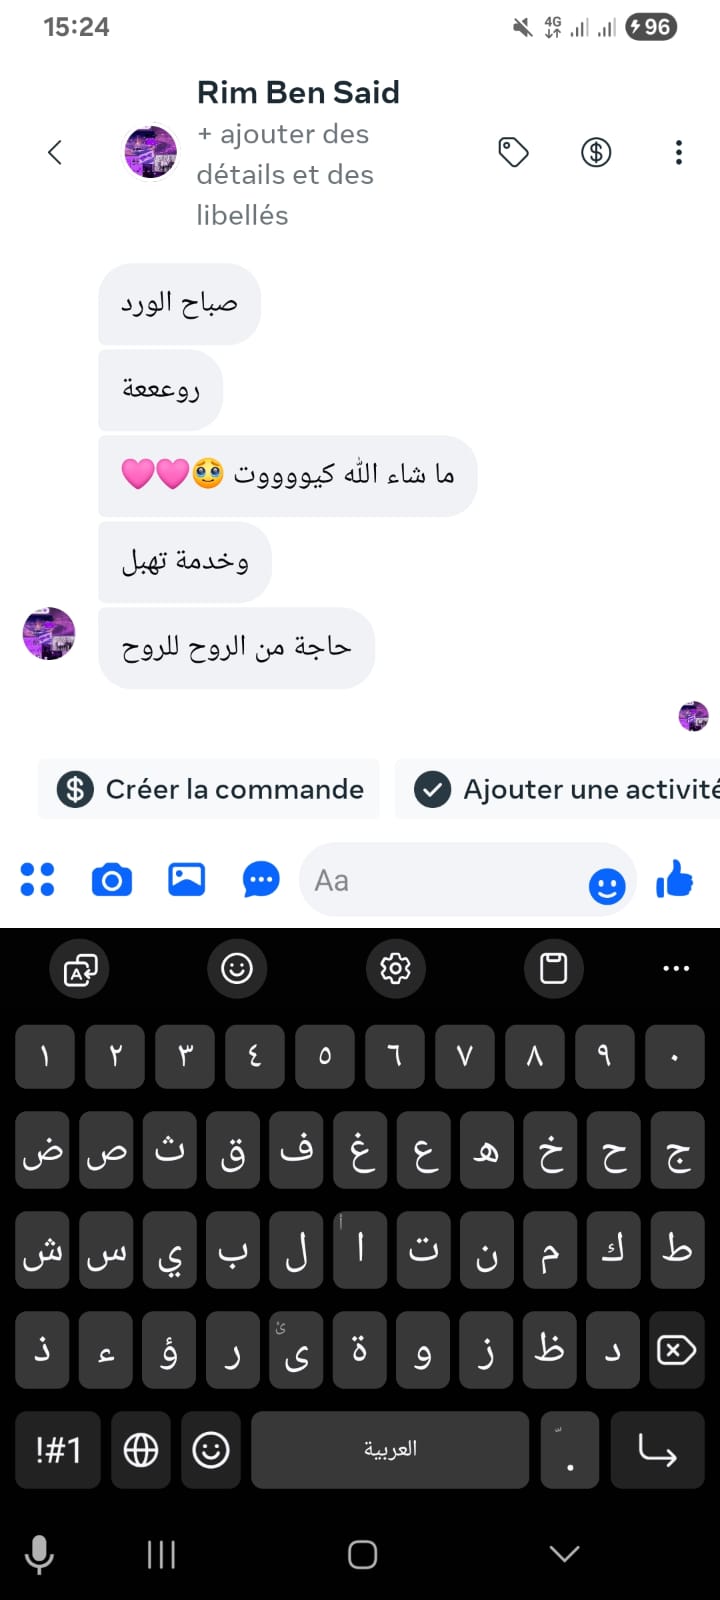 15:24
4G
96
Rim Ben Said
+ ajouter des
détails et des
libellés
صباح الورد
روعععة
ما شاء الله كيووووت 🥹🩷🩷
وخدمة تهبل
حاجة من الروح للروح
Créer la commande
Ajouter une activité
Aa
١ ٢ ٣ ٤ ٥ ٦ ٧ ٨ ٩ ٠
ض ص ث ق ف غ ع ه خ ح ج
ش س ي ب ل ا أ ت ن م ك ط
ذ ء ؤ ر ى ئ ة و ز ظ د
!#1 العربية .